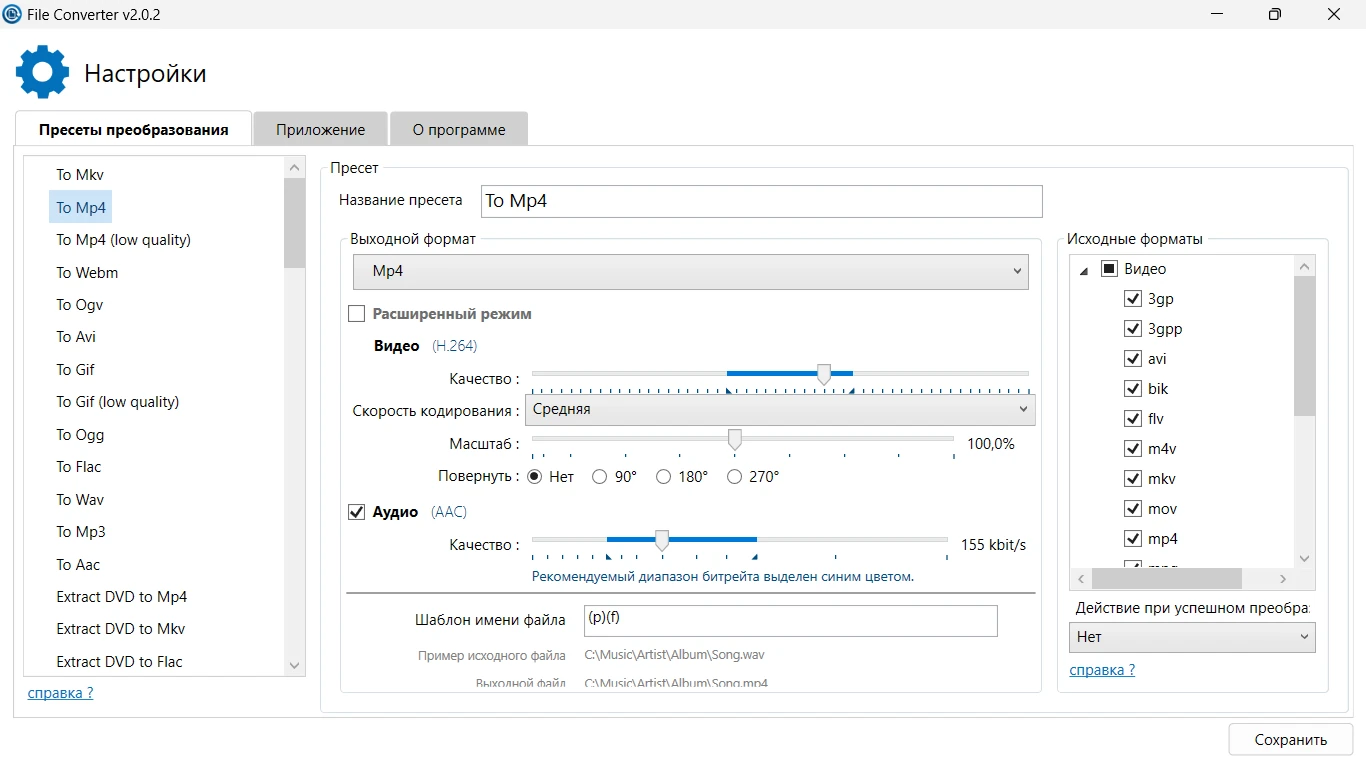 File Converter v2.0.2
Настройки
Пресеты преобразования
Приложение
О программе
To Mkv
To Mp4
To Mp4 (low quality)
To Webm
To Ogv
To Avi
To Gif
To Gif (low quality)
To Ogg
To Flac
To Wav
To Mp3
To Aac
Extract DVD to Mp4
Extract DVD to Mkv
Extract DVD to Flac
справка ?
Пресет
Название пресета
To Mp4
Выходной формат
Mp4
Расширенный режим
Видео (H.264)
Качество :
Скорость кодирования : Средняя
Масштаб : 100,0%
Повернуть : Нет 90° 180° 270°
Аудио (AAC)
Качество : 155 kbit/s
Рекомендуемый диапазон битрейта выделен синим цветом.
Шаблон имени файла (p)(f)
Пример исходного файла C:\Music\Artist\Album\Song.wav
Выходной файл C:\Music\Artist\Album\Song.mp4
Исходные форматы
Видео
3gp
3gpp
avi
bik
flv
m4v
mkv
mov
mp4
Действие при успешном преобра
Нет
справка ?
Сохранить